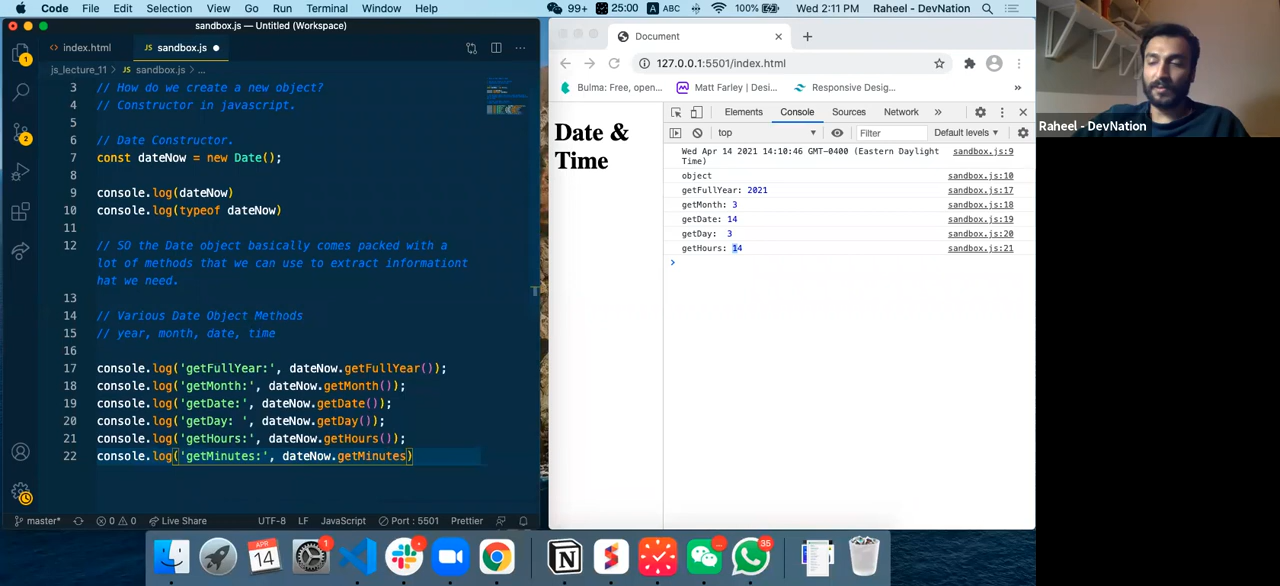 Code File Edit Selection View Go Run Terminal Window Help
99+ 25:00 A ABC 100% Wed 2:11 PM Raheel - DevNation
sandbox.js — Untitled (Workspace)
index.html JS sandbox.js
js_lecture_11 > JS sandbox.js > ...
3 // How do we create a new object?
4 // Constructor in javascript.
5
6 // Date Constructor.
7 const dateNow = new Date();
8
9 console.log(dateNow)
10 console.log(typeof dateNow)
11
12 // SO the Date object basically comes packed with a
lot of methods that we can use to extract informationt
hat we need.
13
14 // Various Date Object Methods
15 // year, month, date, time
16
17 console.log('getFullYear:', dateNow.getFullYear());
18 console.log('getMonth:', dateNow.getMonth());
19 console.log('getDate:', dateNow.getDate());
20 console.log('getDay: ', dateNow.getDay());
21 console.log('getHours:', dateNow.getHours());
22 console.log('getMinutes:', dateNow.getMinutes)
1
2
master* 0 0 Live Share UTF-8 LF JavaScript Port : 5501 Prettier
Document
127.0.0.1:5501/index.html
Bulma: Free, open... Matt Farley | Desi... Responsive Desig... »
Date &
Time
Elements Console Sources Network »
top Filter Default levels
Wed Apr 14 2021 14:10:46 GMT-0400 (Eastern Daylight sandbox.js:9
Time)
object sandbox.js:10
getFullYear: 2021 sandbox.js:17
getMonth: 3 sandbox.js:18
getDate: 14 sandbox.js:19
getDay: 3 sandbox.js:20
getHours: 14 sandbox.js:21
Raheel - DevNation
APR
14
1
35